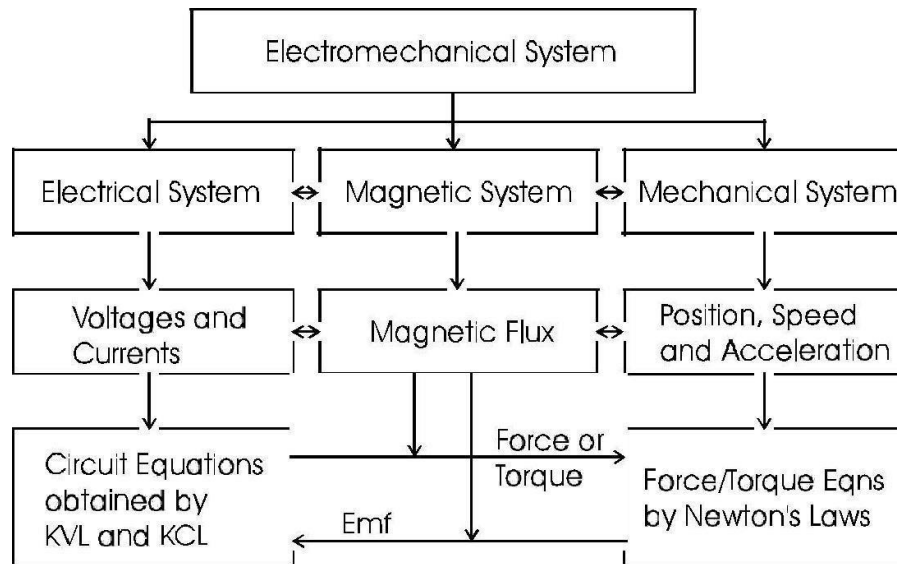 Electromechanical System
Electrical System
Magnetic System
Mechanical System
Voltages and
Currents
Magnetic Flux
Position, Speed
and Acceleration
Circuit Equations
obtained by
KVL and KCL
Force or
Torque
Emf
Force/Torque Eqns
by Newton's Laws